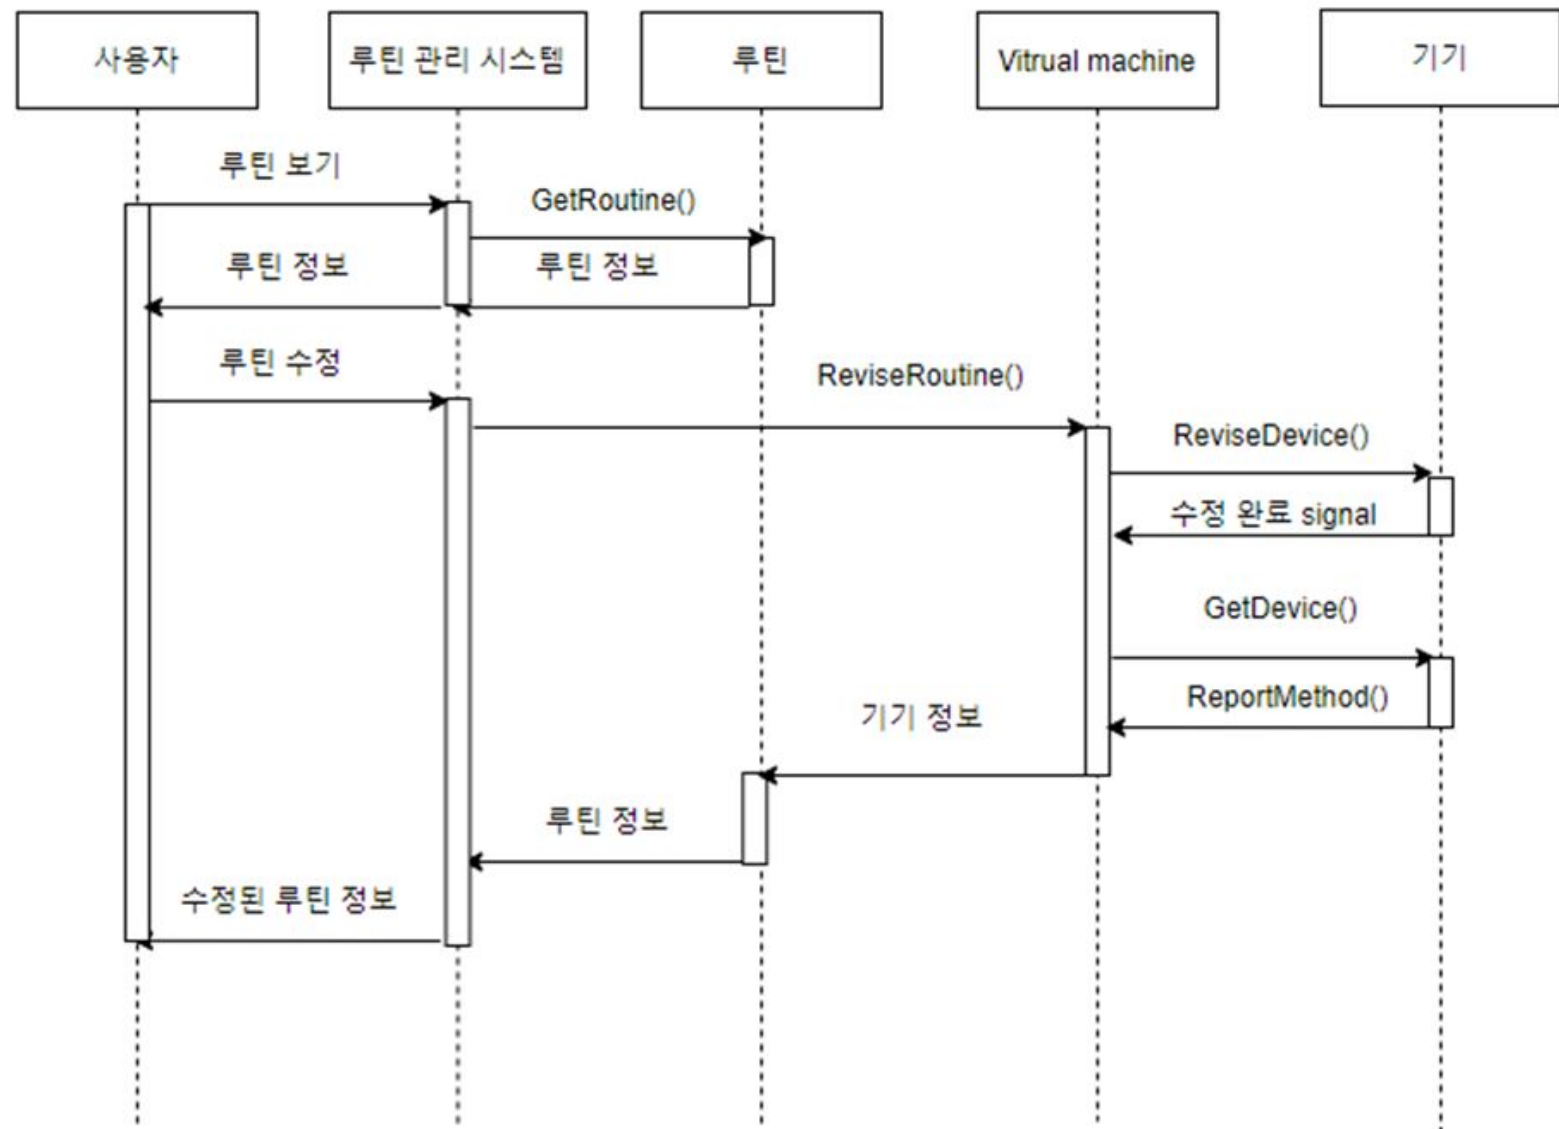 사용자
루틴 관리 시스템
루틴
Vitrual machine
기기
루틴 보기
GetRoutine()
루틴 정보
루틴 정보
루틴 수정
ReviseRoutine()
ReviseDevice()
수정 완료 signal
GetDevice()
ReportMethod()
기기 정보
루틴 정보
수정된 루틴 정보